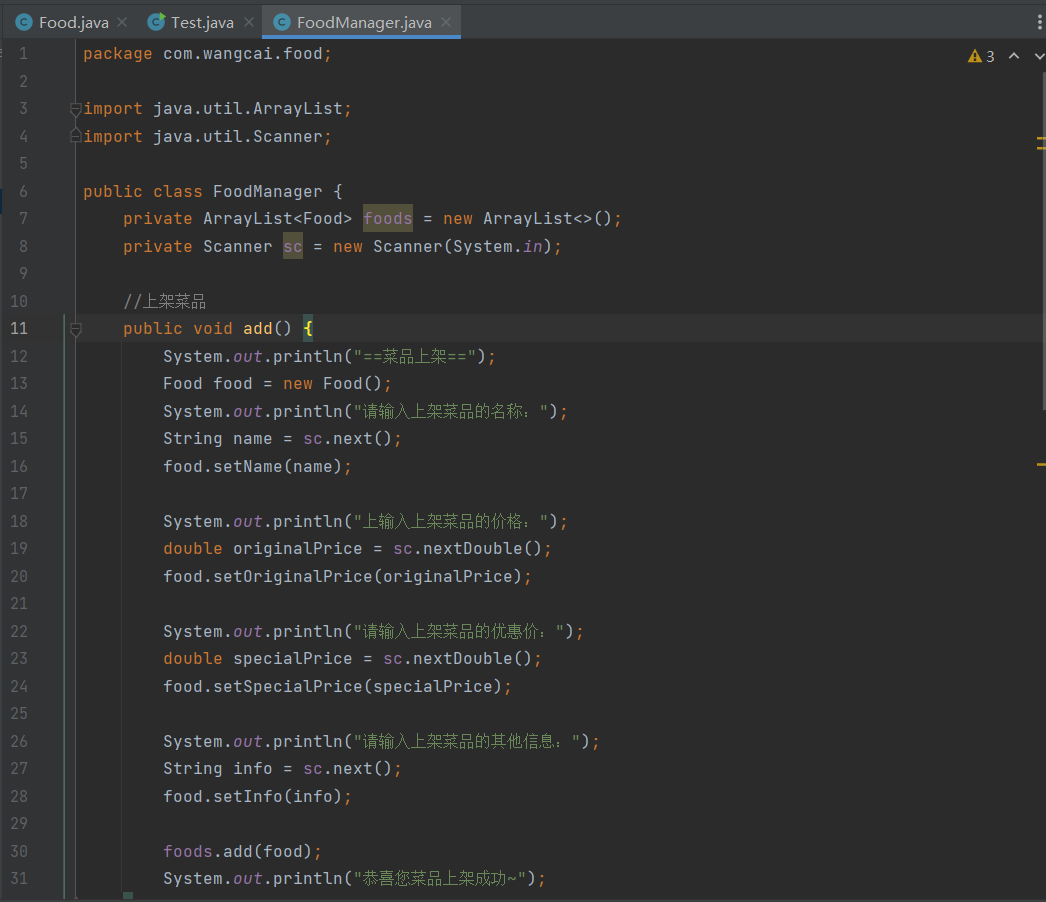 Food.java Test.java FoodManager.java
3
1 package com.wangcai.food;
2
3 import java.util.ArrayList;
4 import java.util.Scanner;
5
6 public class FoodManager {
7 private ArrayList<Food> foods = new ArrayList<>();
8 private Scanner sc = new Scanner(System.in);
9
10 //上架菜品
11 public void add() {
12 System.out.println("==菜品上架==");
13 Food food = new Food();
14 System.out.println("请输入上架菜品的名称：");
15 String name = sc.next();
16 food.setName(name);
17
18 System.out.println("上输入上架菜品的价格：");
19 double originalPrice = sc.nextDouble();
20 food.setOriginalPrice(originalPrice);
21
22 System.out.println("请输入上架菜品的优惠价：");
23 double specialPrice = sc.nextDouble();
24 food.setSpecialPrice(specialPrice);
25
26 System.out.println("请输入上架菜品的其他信息：");
27 String info = sc.next();
28 food.setInfo(info);
29
30 foods.add(food);
31 System.out.println("恭喜您菜品上架成功~");